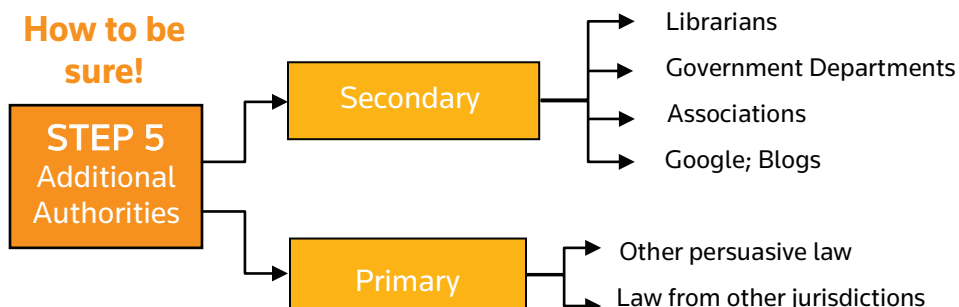 How to be
sure!
STEP 5
Additional
Authorities
Secondary
Librarians
Government Departments
Associations
Google; Blogs
Primary
Other persuasive law
Law from other jurisdictions